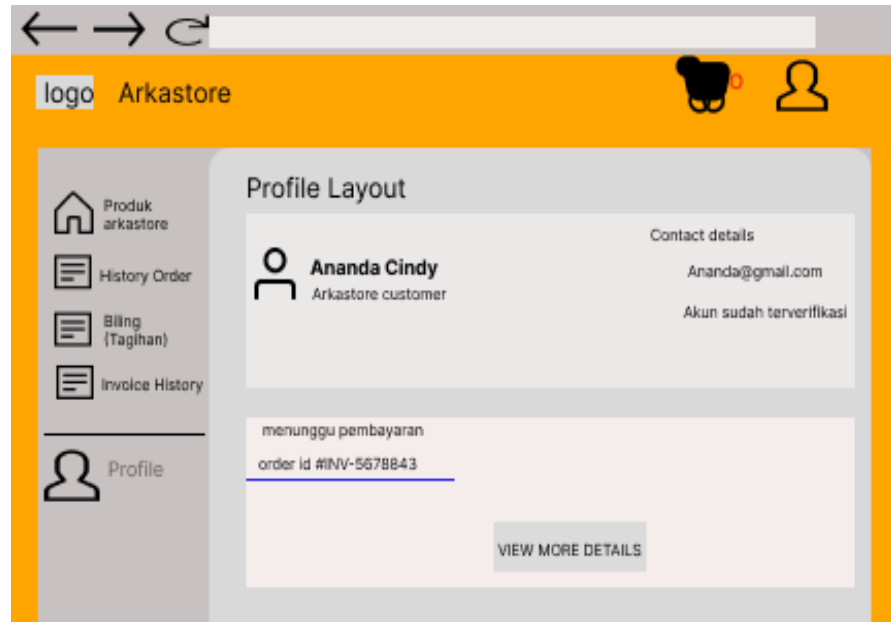 logo Arkastore
0
Produk
arkastore
History Order
Biling
(Tagihan)
Invoice History
Profile
Profile Layout
Ananda Cindy
Arkastore customer
Contact details
Ananda@gmail.com
Akun sudah terverifikasi
menunggu pembayaran
order id #INV-5678843
VIEW MORE DETAILS